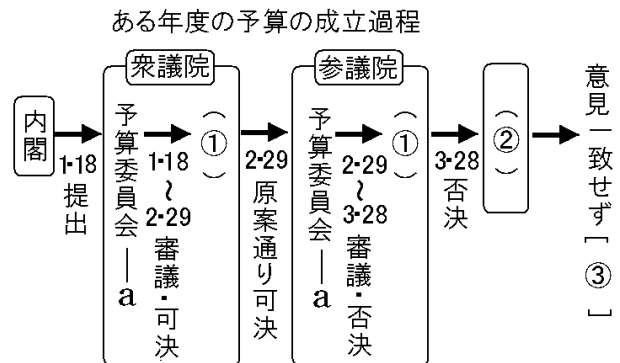 ある年度の予算の成立過程
内閣
1-18
提出
衆議院
予算委員会―a
1-18
~
2-29
審議・可決
(①)
2-29
原案通り可決
参議院
予算委員会―a
2-29
~
3-28
審議・否決
(①)
3-28
否決
(②)
意見一致せず[③]